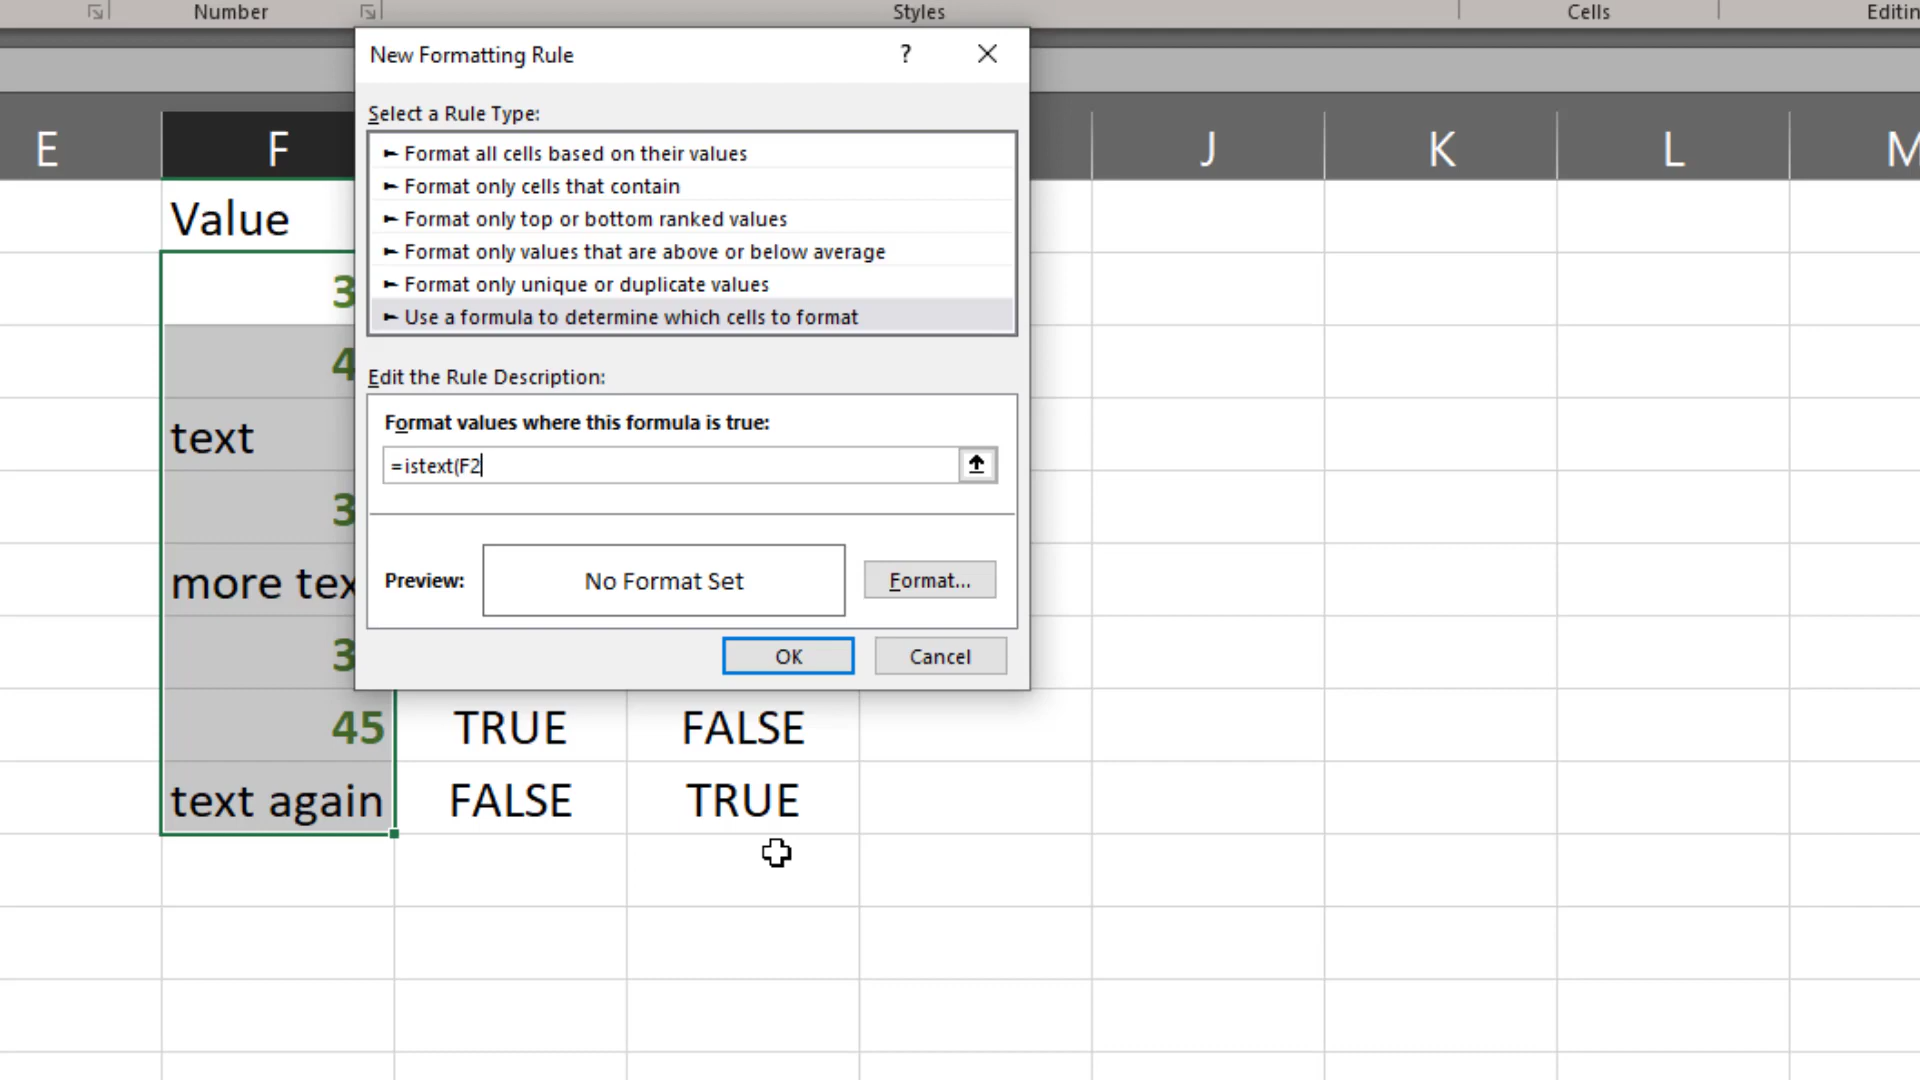 Number
Styles
Cells
Editin
New Formatting Rule
?
Select a Rule Type:
► Format all cells based on their values
► Format only cells that contain
► Format only top or bottom ranked values
► Format only values that are above or below average
► Format only unique or duplicate values
► Use a formula to determine which cells to format
Edit the Rule Description:
Format values where this formula is true:
=istext(F2
Preview:
No Format Set
Format...
OK
Cancel
E
F
J
K
L
M
Value
3
4
text
3
more tex
3
45
TRUE
FALSE
text again
FALSE
TRUE